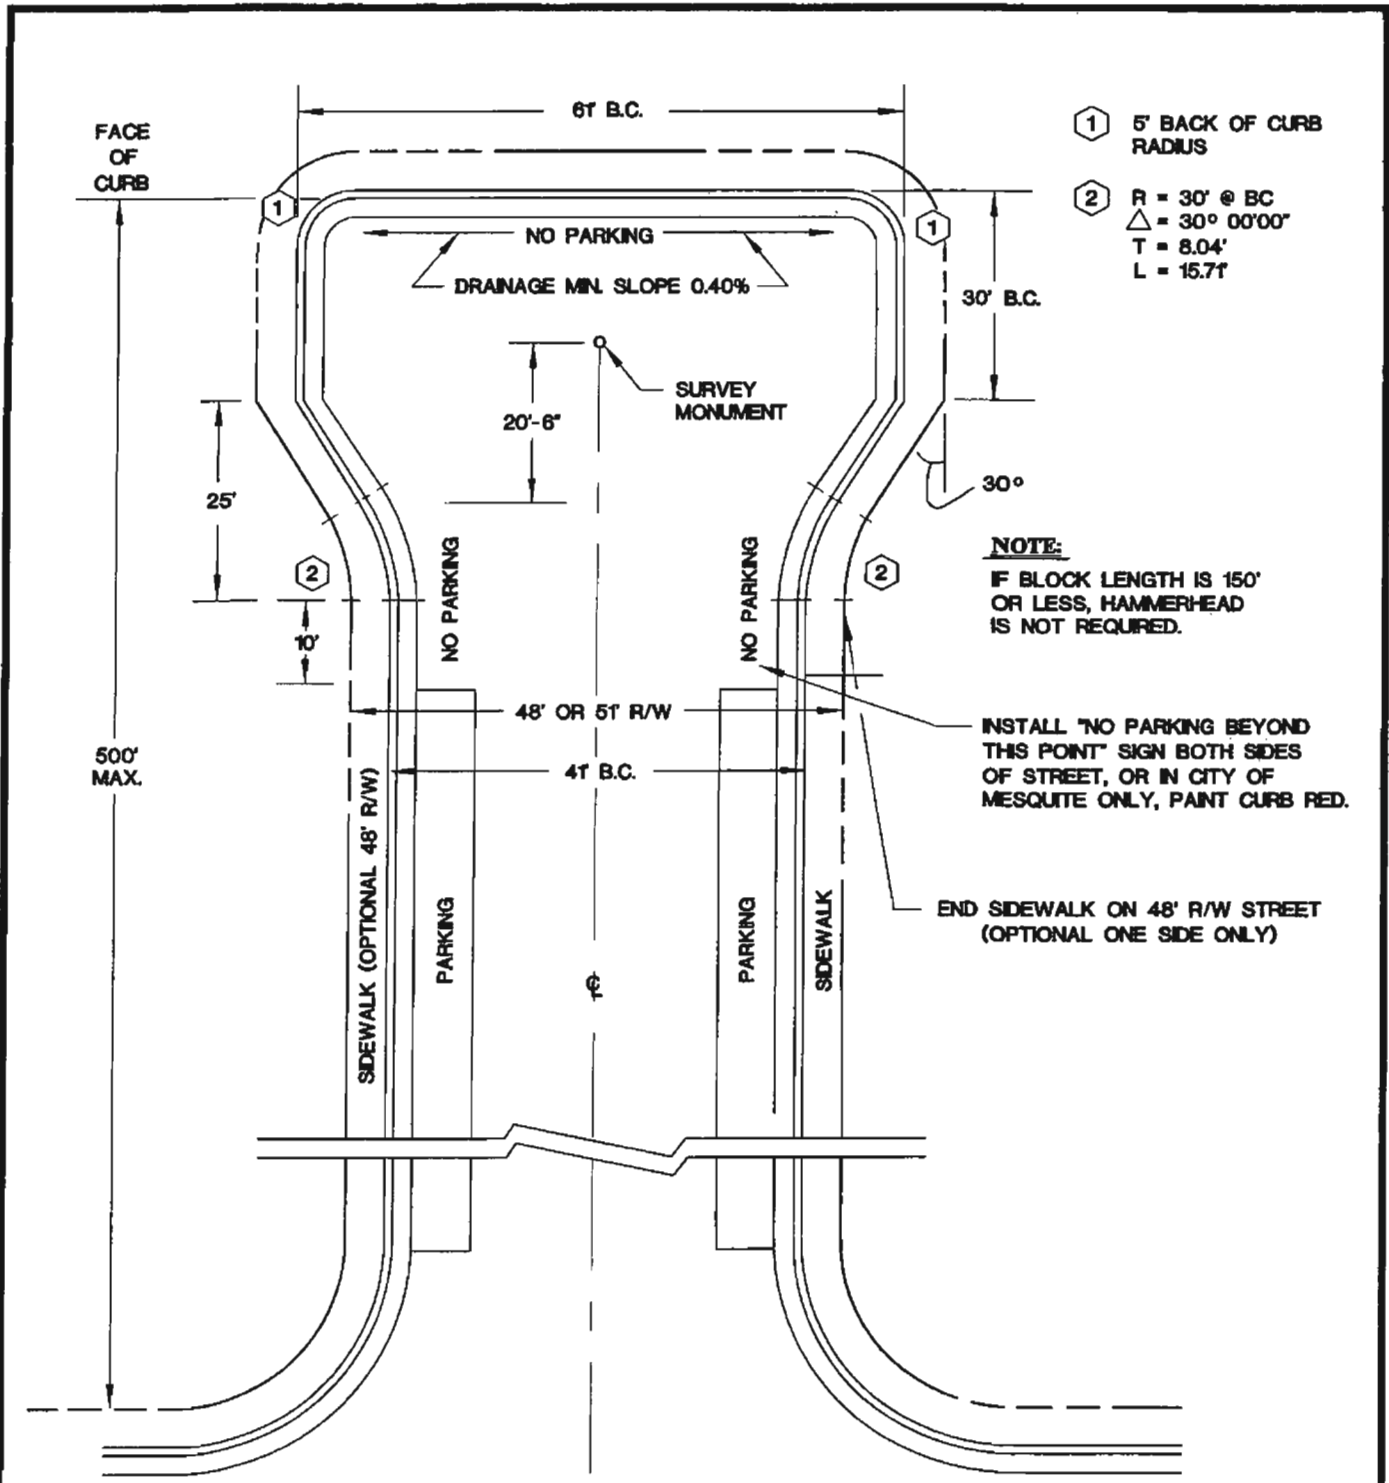 61' B.C.
FACE
OF
CURB
1
1
NO PARKING
DRAINAGE MIN. SLOPE 0.40%
30' B.C.
1 5' BACK OF CURB
RADIUS
2 R = 30' @ BC
△ = 30° 00'00"
T = 8.04'
L = 15.71'
SURVEY
MONUMENT
20'-6"
25'
30°
2
2
NO PARKING
NO PARKING
NOTE:
IF BLOCK LENGTH IS 150'
OR LESS, HAMMERHEAD
IS NOT REQUIRED.
10'
48' OR 51' R/W
41' B.C.
500'
MAX.
INSTALL "NO PARKING BEYOND
THIS POINT" SIGN BOTH SIDES
OF STREET, OR IN CITY OF
MESQUITE ONLY, PAINT CURB RED.
SIDEWALK (OPTIONAL 48' R/W)
PARKING
PARKING
SIDEWALK
END SIDEWALK ON 48' R/W STREET
(OPTIONAL ONE SIDE ONLY)
℄